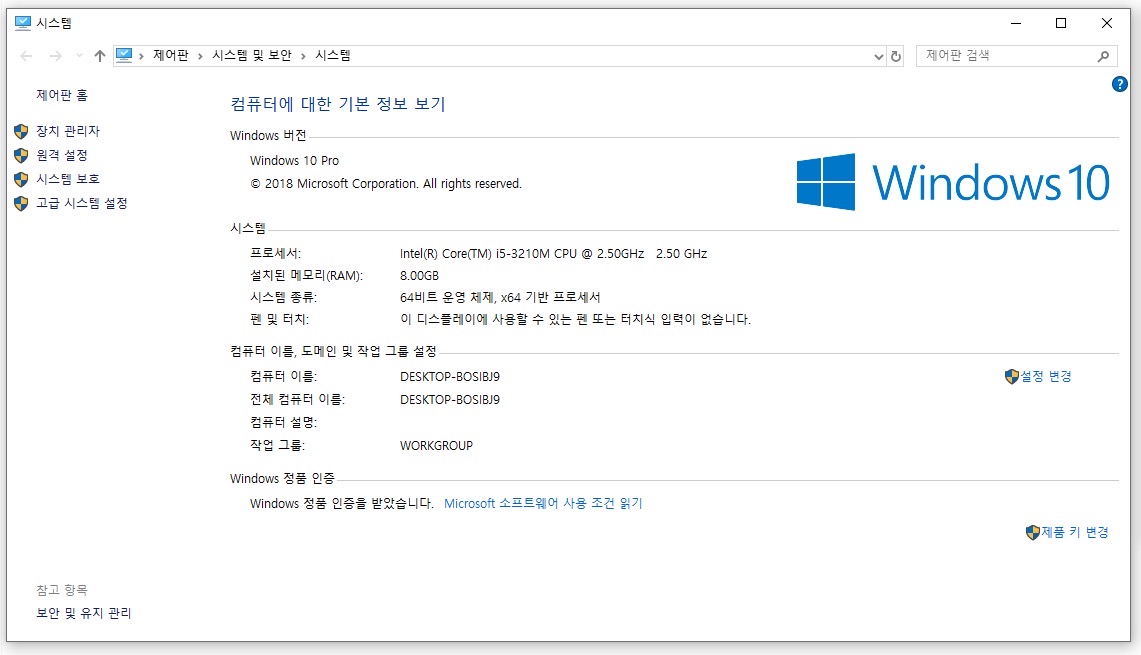 시스템
제어판 › 시스템 및 보안 › 시스템
제어판 검색
?
제어판 홈
장치 관리자
원격 설정
시스템 보호
고급 시스템 설정
컴퓨터에 대한 기본 정보 보기
Windows 버전
Windows 10 Pro
© 2018 Microsoft Corporation. All rights reserved.
Windows 10
시스템
프로세서: Intel(R) Core(TM) i5-3210M CPU @ 2.50GHz 2.50 GHz
설치된 메모리(RAM): 8.00GB
시스템 종류: 64비트 운영 체제, x64 기반 프로세서
펜 및 터치: 이 디스플레이에 사용할 수 있는 펜 또는 터치식 입력이 없습니다.
컴퓨터 이름, 도메인 및 작업 그룹 설정
컴퓨터 이름: DESKTOP-BOSIBJ9 설정 변경
전체 컴퓨터 이름: DESKTOP-BOSIBJ9
컴퓨터 설명:
작업 그룹: WORKGROUP
Windows 정품 인증
Windows 정품 인증을 받았습니다. Microsoft 소프트웨어 사용 조건 읽기
제품 키 변경
참고 항목
보안 및 유지 관리